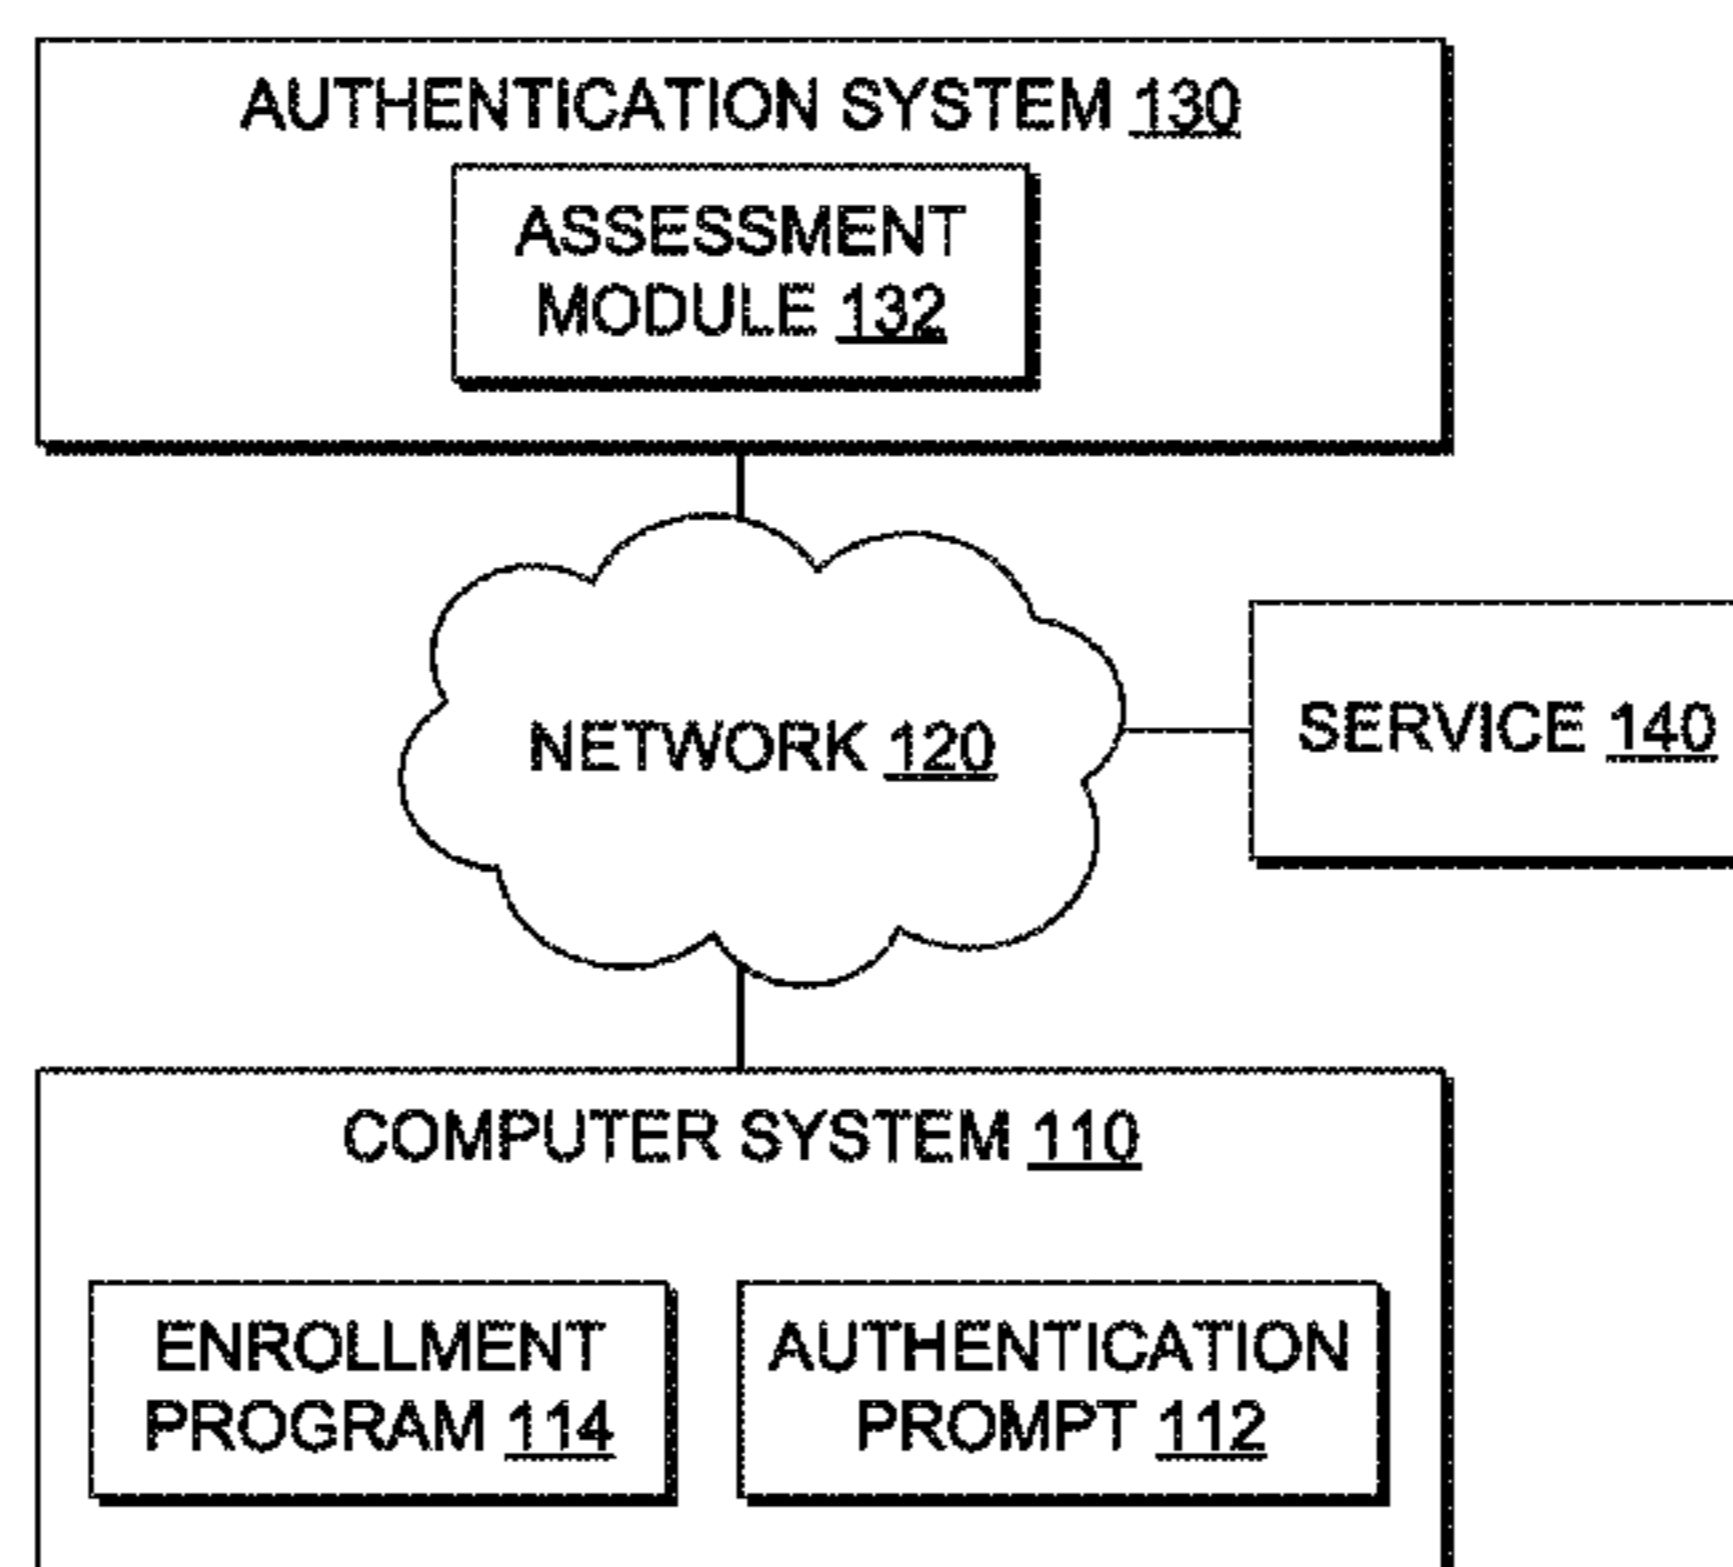 AUTHENTICATION SYSTEM 130
ASSESSMENT
MODULE 132
NETWORK 120
SERVICE 140
COMPUTER SYSTEM 110
ENROLLMENT
PROGRAM 114
AUTHENTICATION
PROMPT 112